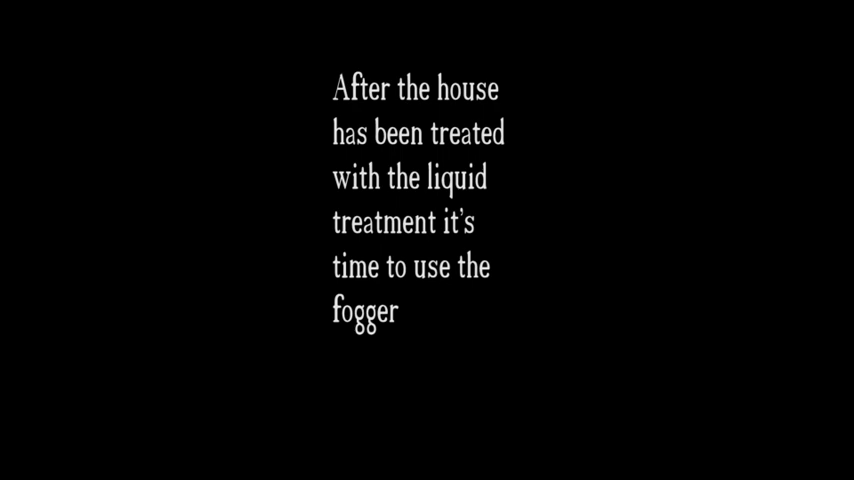 After the house
has been treated
with the liquid
treatment it's
time to use the
fogger